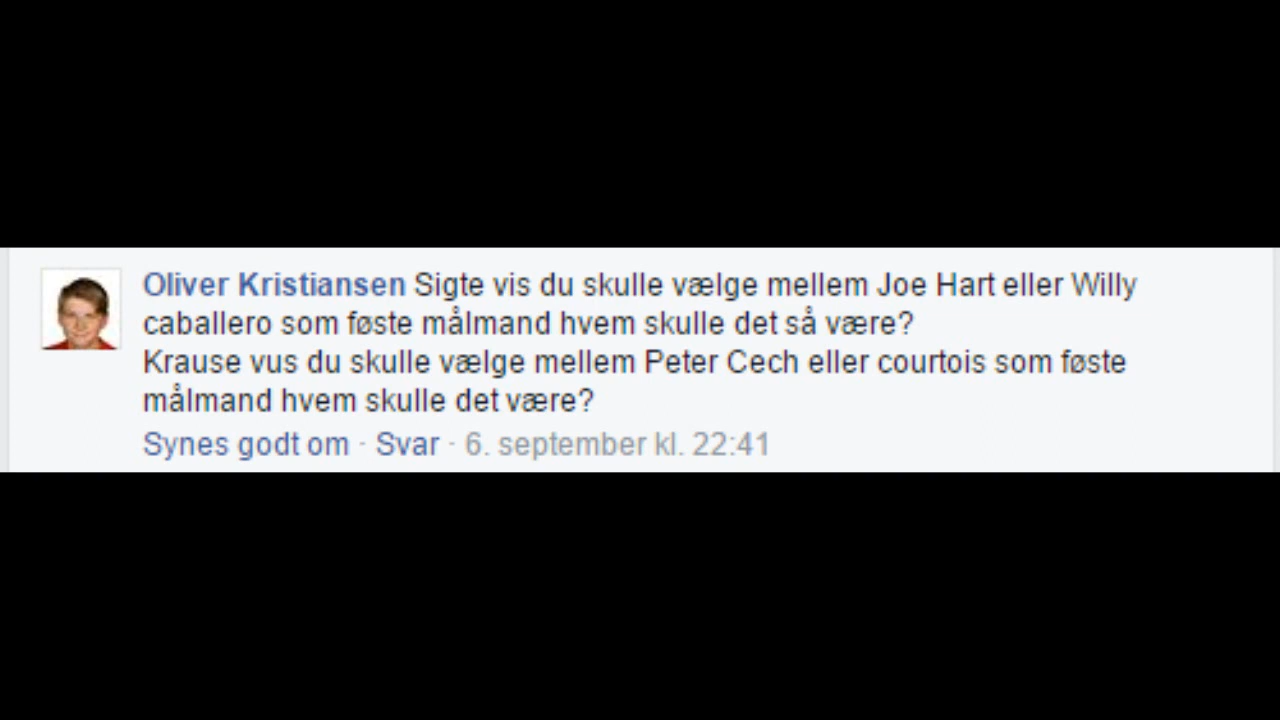 Oliver Kristiansen Sigte vis du skulle vælge mellem Joe Hart eller Willy
caballero som føste målmand hvem skulle det så være?
Krause vus du skulle vælge mellem Peter Cech eller courtois som føste
målmand hvem skulle det være?
Synes godt om · Svar · 6. september kl. 22:41